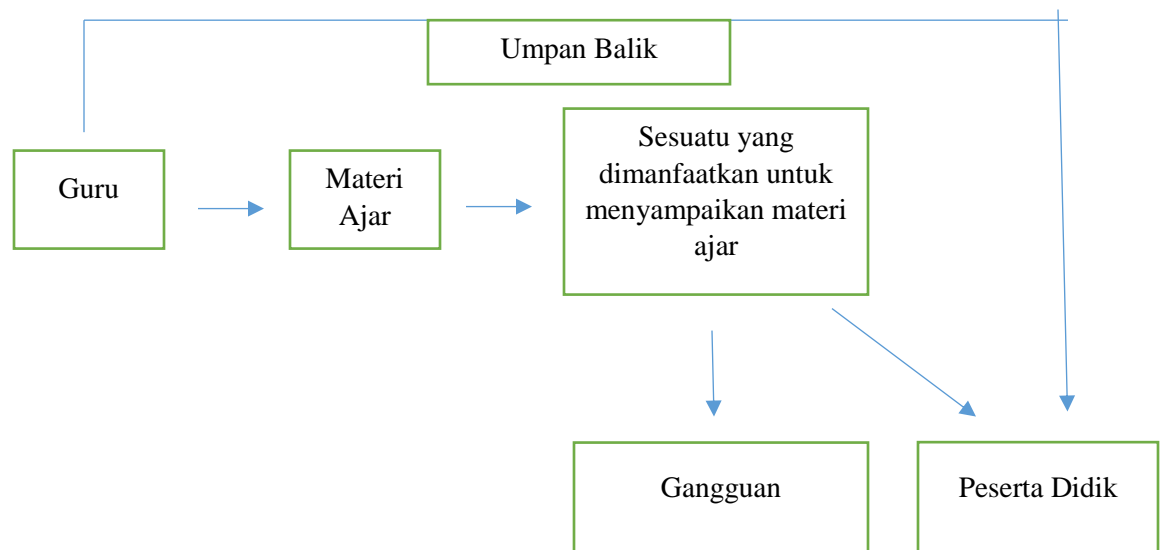 Umpan Balik
Guru
Materi
Ajar
Sesuatu yang
dimanfaatkan untuk
menyampaikan materi
ajar
Gangguan
Peserta Didik